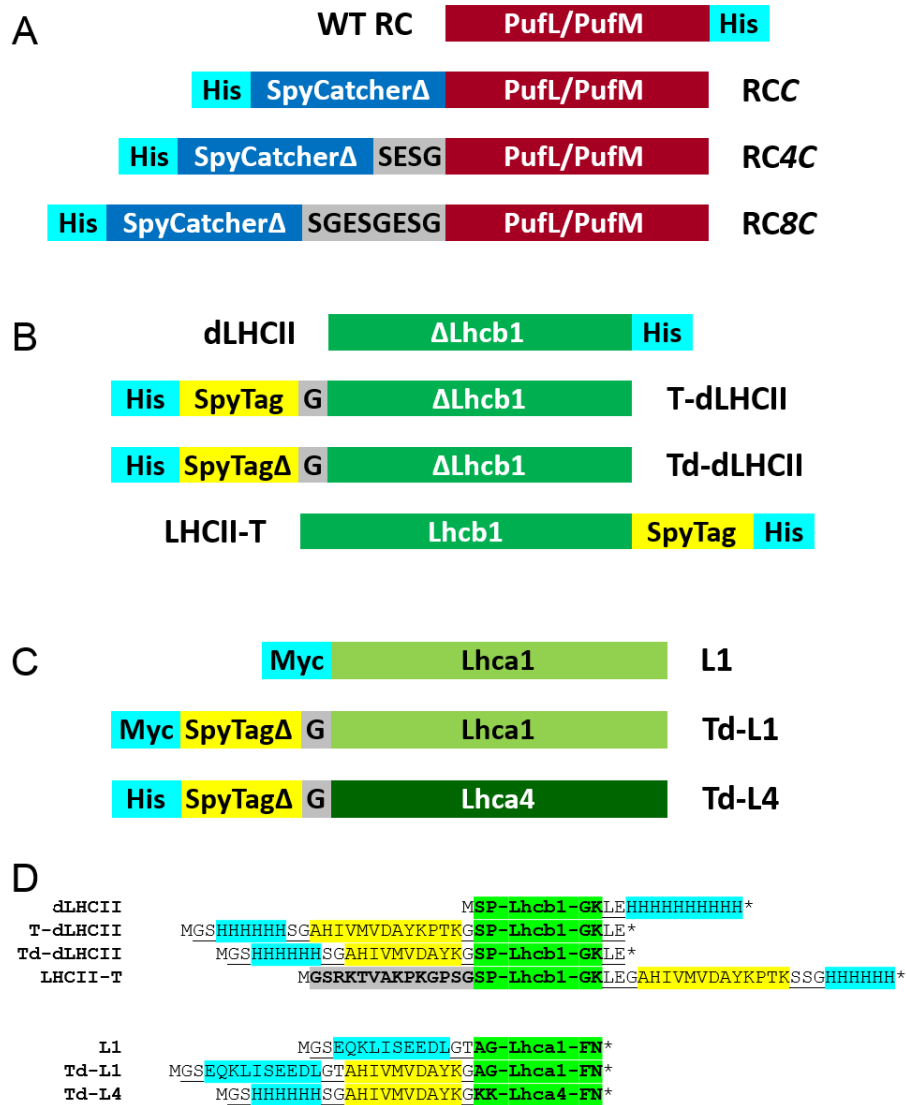 A
WT RC PufL/PufM His
His SpyCatcherΔ PufL/PufM RCC
His SpyCatcherΔ SESG PufL/PufM RC4C
His SpyCatcherΔ SGESGESG PufL/PufM RC8C
B
dLHCII ΔLhcb1 His
His SpyTag G ΔLhcb1 T-dLHCII
His SpyTagΔ G ΔLhcb1 Td-dLHCII
LHCII-T Lhcb1 SpyTag His
C
Myc Lhca1 L1
Myc SpyTagΔ G Lhca1 Td-L1
His SpyTagΔ G Lhca4 Td-L4
D
dLHCII MSP-Lhcb1-GKLEHHHHHHHHHH*
T-dLHCII MGSHHHHHHSGAHIVMVDAYKPTKGSP-Lhcb1-GKLE*
Td-dLHCII MGSHHHHHHSGAHIVMVDAYKGSP-Lhcb1-GKLE*
LHCII-T MGSRKTVAKPKGPSGSP-Lhcb1-GKLEGAHIVMVDAYKPTKSSGHHHHHH*
L1 MGSEQKLISEEDLGTAG-Lhca1-FN*
Td-L1 MGSEQKLISEEDLGTAHIVMVDAYKGAG-Lhca1-FN*
Td-L4 MGSHHHHHHSGAHIVMVDAYKGKK-Lhca4-FN*